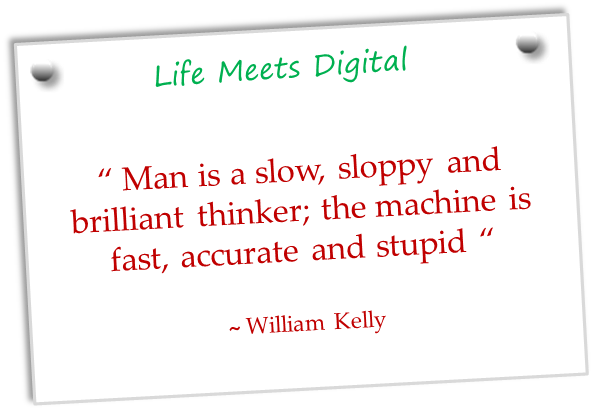 Life Meets Digital
“ Man is a slow, sloppy and
brilliant thinker; the machine is
fast, accurate and stupid “
~ William Kelly